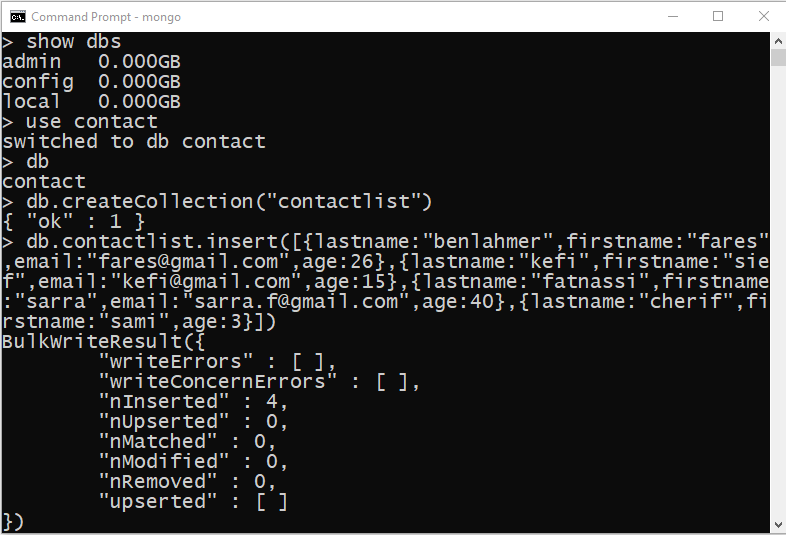 Command Prompt - mongo
> show dbs
admin   0.000GB
config  0.000GB
local   0.000GB
> use contact
switched to db contact
> db
contact
> db.createCollection("contactlist")
{ "ok" : 1 }
> db.contactlist.insert([{lastname:"benlahmer",firstname:"fares"
,email:"fares@gmail.com",age:26},{lastname:"kefi",firstname:"sie
f",email:"kefi@gmail.com",age:15},{lastname:"fatnassi",firstname
:"sarra",email:"sarra.f@gmail.com",age:40},{lastname:"cherif",fi
rstname:"sami",age:3}])
BulkWriteResult({
        "writeErrors" : [ ],
        "writeConcernErrors" : [ ],
        "nInserted" : 4,
        "nUpserted" : 0,
        "nMatched" : 0,
        "nModified" : 0,
        "nRemoved" : 0,
        "upserted" : [ ]
})